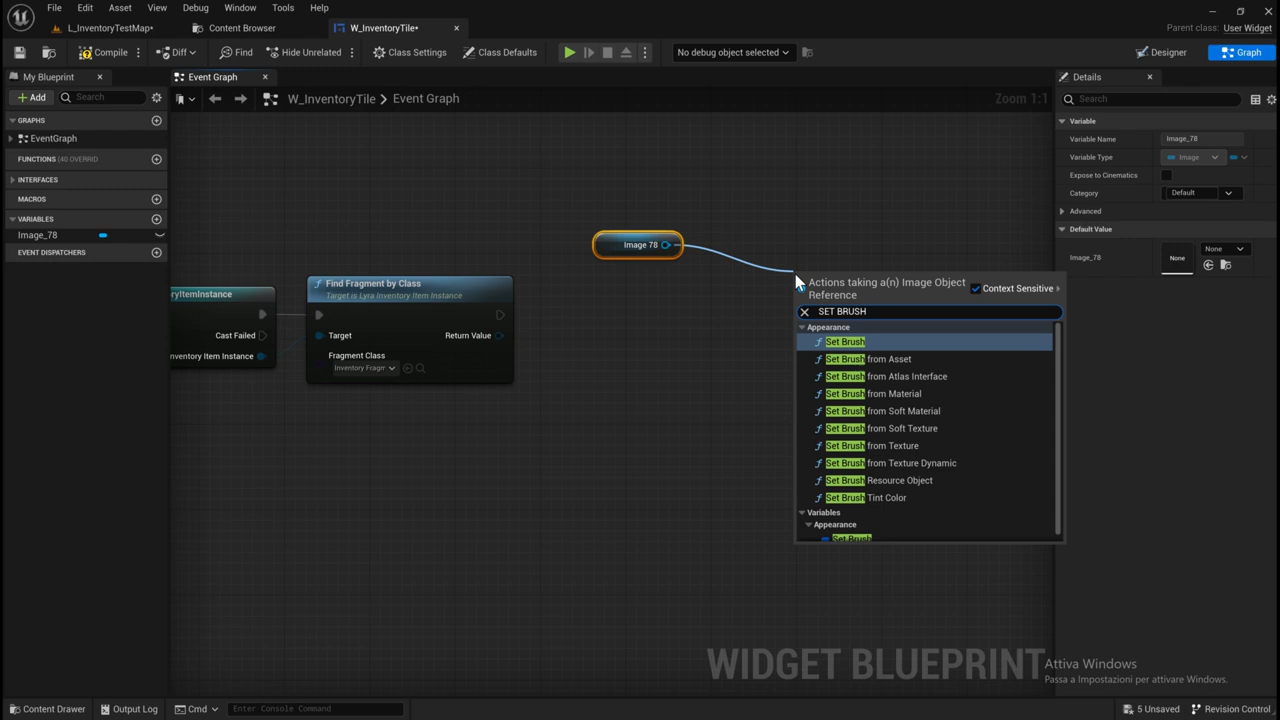 File Edit Asset View Debug Window Tools Help
L_InventoryTestMap* Content Browser W_InventoryTile*
Parent class: User Widget
Compile Diff Find Hide Unrelated Class Settings Class Defaults No debug object selected Designer Graph
My Blueprint Event Graph Details
Add Search W_InventoryTile Event Graph Zoom 1:1 Search
GRAPHS
EventGraph
FUNCTIONS (40 OVERRID
INTERFACES
MACROS
VARIABLES
Image_78
EVENT DISPATCHERS
ryItemInstance
Cast Failed
nventory Item Instance
Find Fragment by Class
Target is Lyra Inventory Item Instance
Target Return Value
Fragment Class
Inventory Fragr
Image 78
Actions taking a(n) Image Object
Reference
Context Sensitive
SET BRUSH
Appearance
Set Brush
Set Brush from Asset
Set Brush from Atlas Interface
Set Brush from Material
Set Brush from Soft Material
Set Brush from Soft Texture
Set Brush from Texture
Set Brush from Texture Dynamic
Set Brush Resource Object
Set Brush Tint Color
Variables
Appearance
Set Brush
Variable
Variable Name Image_78
Variable Type Image
Expose to Cinematics
Category Default
Advanced
Default Value
Image_78 None None
WIDGET BLUEPRINT
Attiva Windows
Passa a Impostazioni per attivare Windows.
Content Drawer Output Log Cmd Enter Console Command 5 Unsaved Revision Control